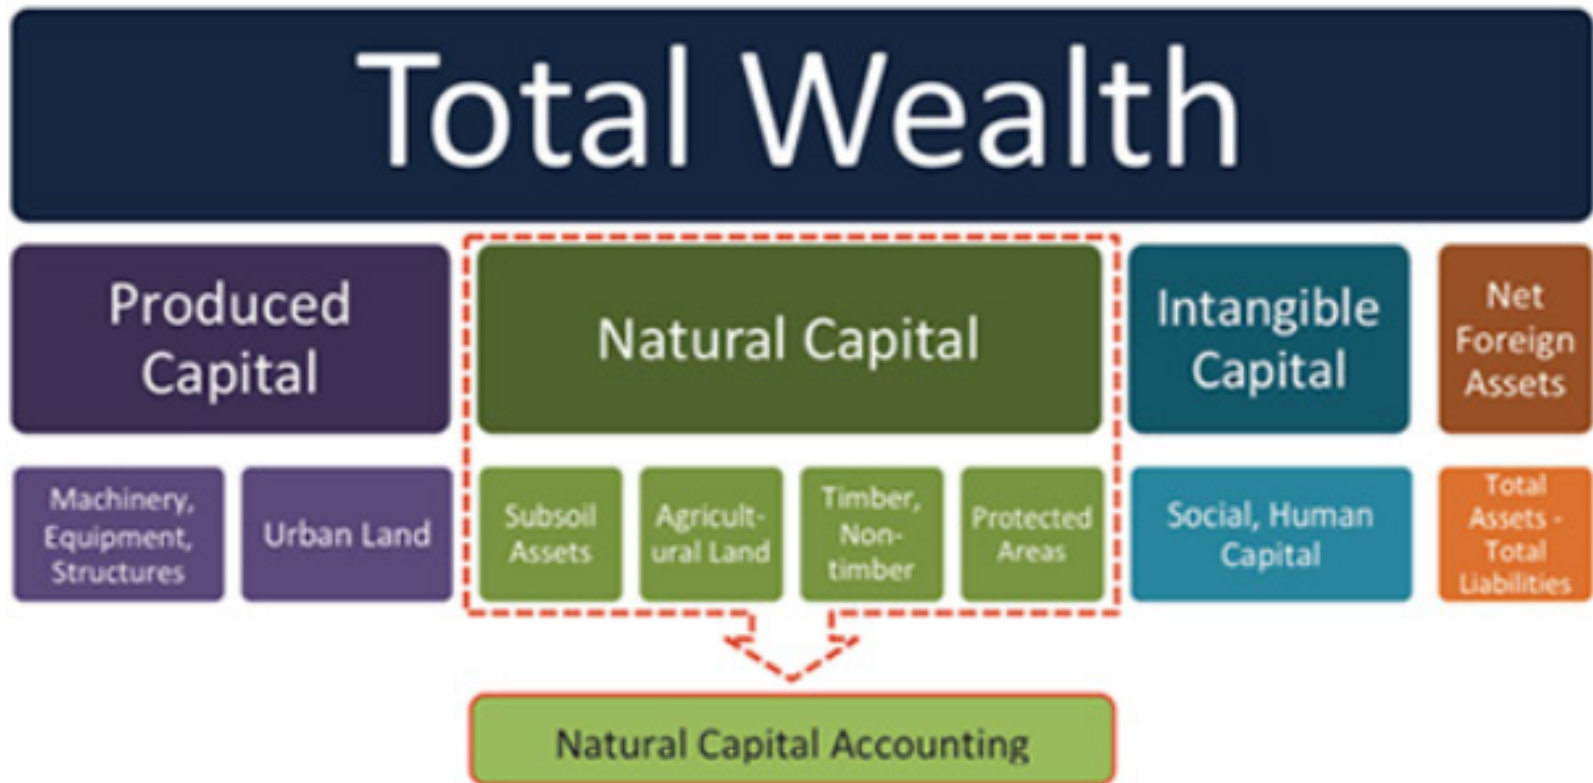 Total Wealth
Produced
Capital
Natural Capital
Intangible
Capital
Net
Foreign
Assets
Machinery,
Equipment,
Structures
Urban Land
Subsoil
Assets
Agricult-
ural Land
Timber,
Non-
timber
Protected
Areas
Social, Human
Capital
Total
Assets -
Total
Liabilities
Natural Capital Accounting